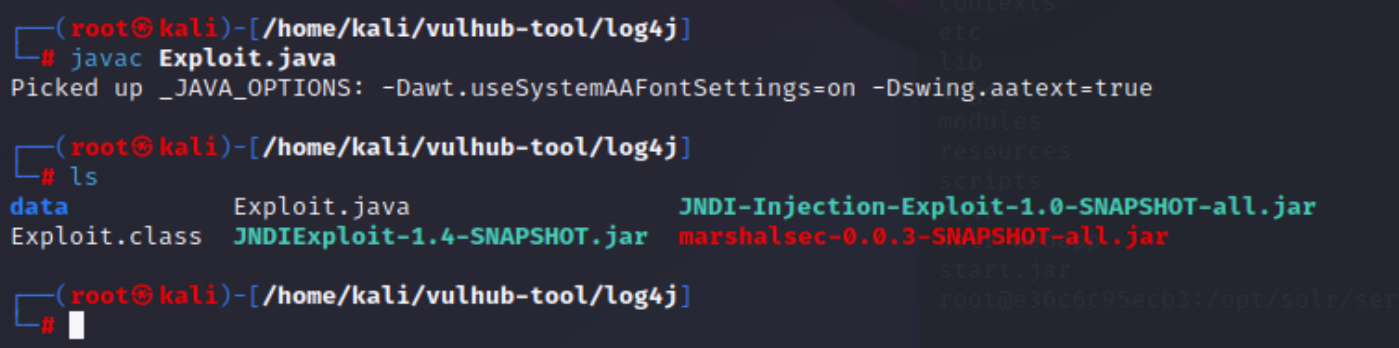 ┌──(root㉿kali)-[/home/kali/vulhub-tool/log4j]
└─# javac Exploit.java
Picked up _JAVA_OPTIONS: -Dawt.useSystemAAFontSettings=on -Dswing.aatext=true
┌──(root㉿kali)-[/home/kali/vulhub-tool/log4j]
└─# ls
data Exploit.java JNDI-Injection-Exploit-1.0-SNAPSHOT-all.jar
Exploit.class JNDIExploit-1.4-SNAPSHOT.jar marshalsec-0.0.3-SNAPSHOT-all.jar
┌──(root㉿kali)-[/home/kali/vulhub-tool/log4j]
└─#
contexts
etc
lib
modules
resources
scripts
start.jar
root@e36c6c95ecb3:/opt/solr/ser